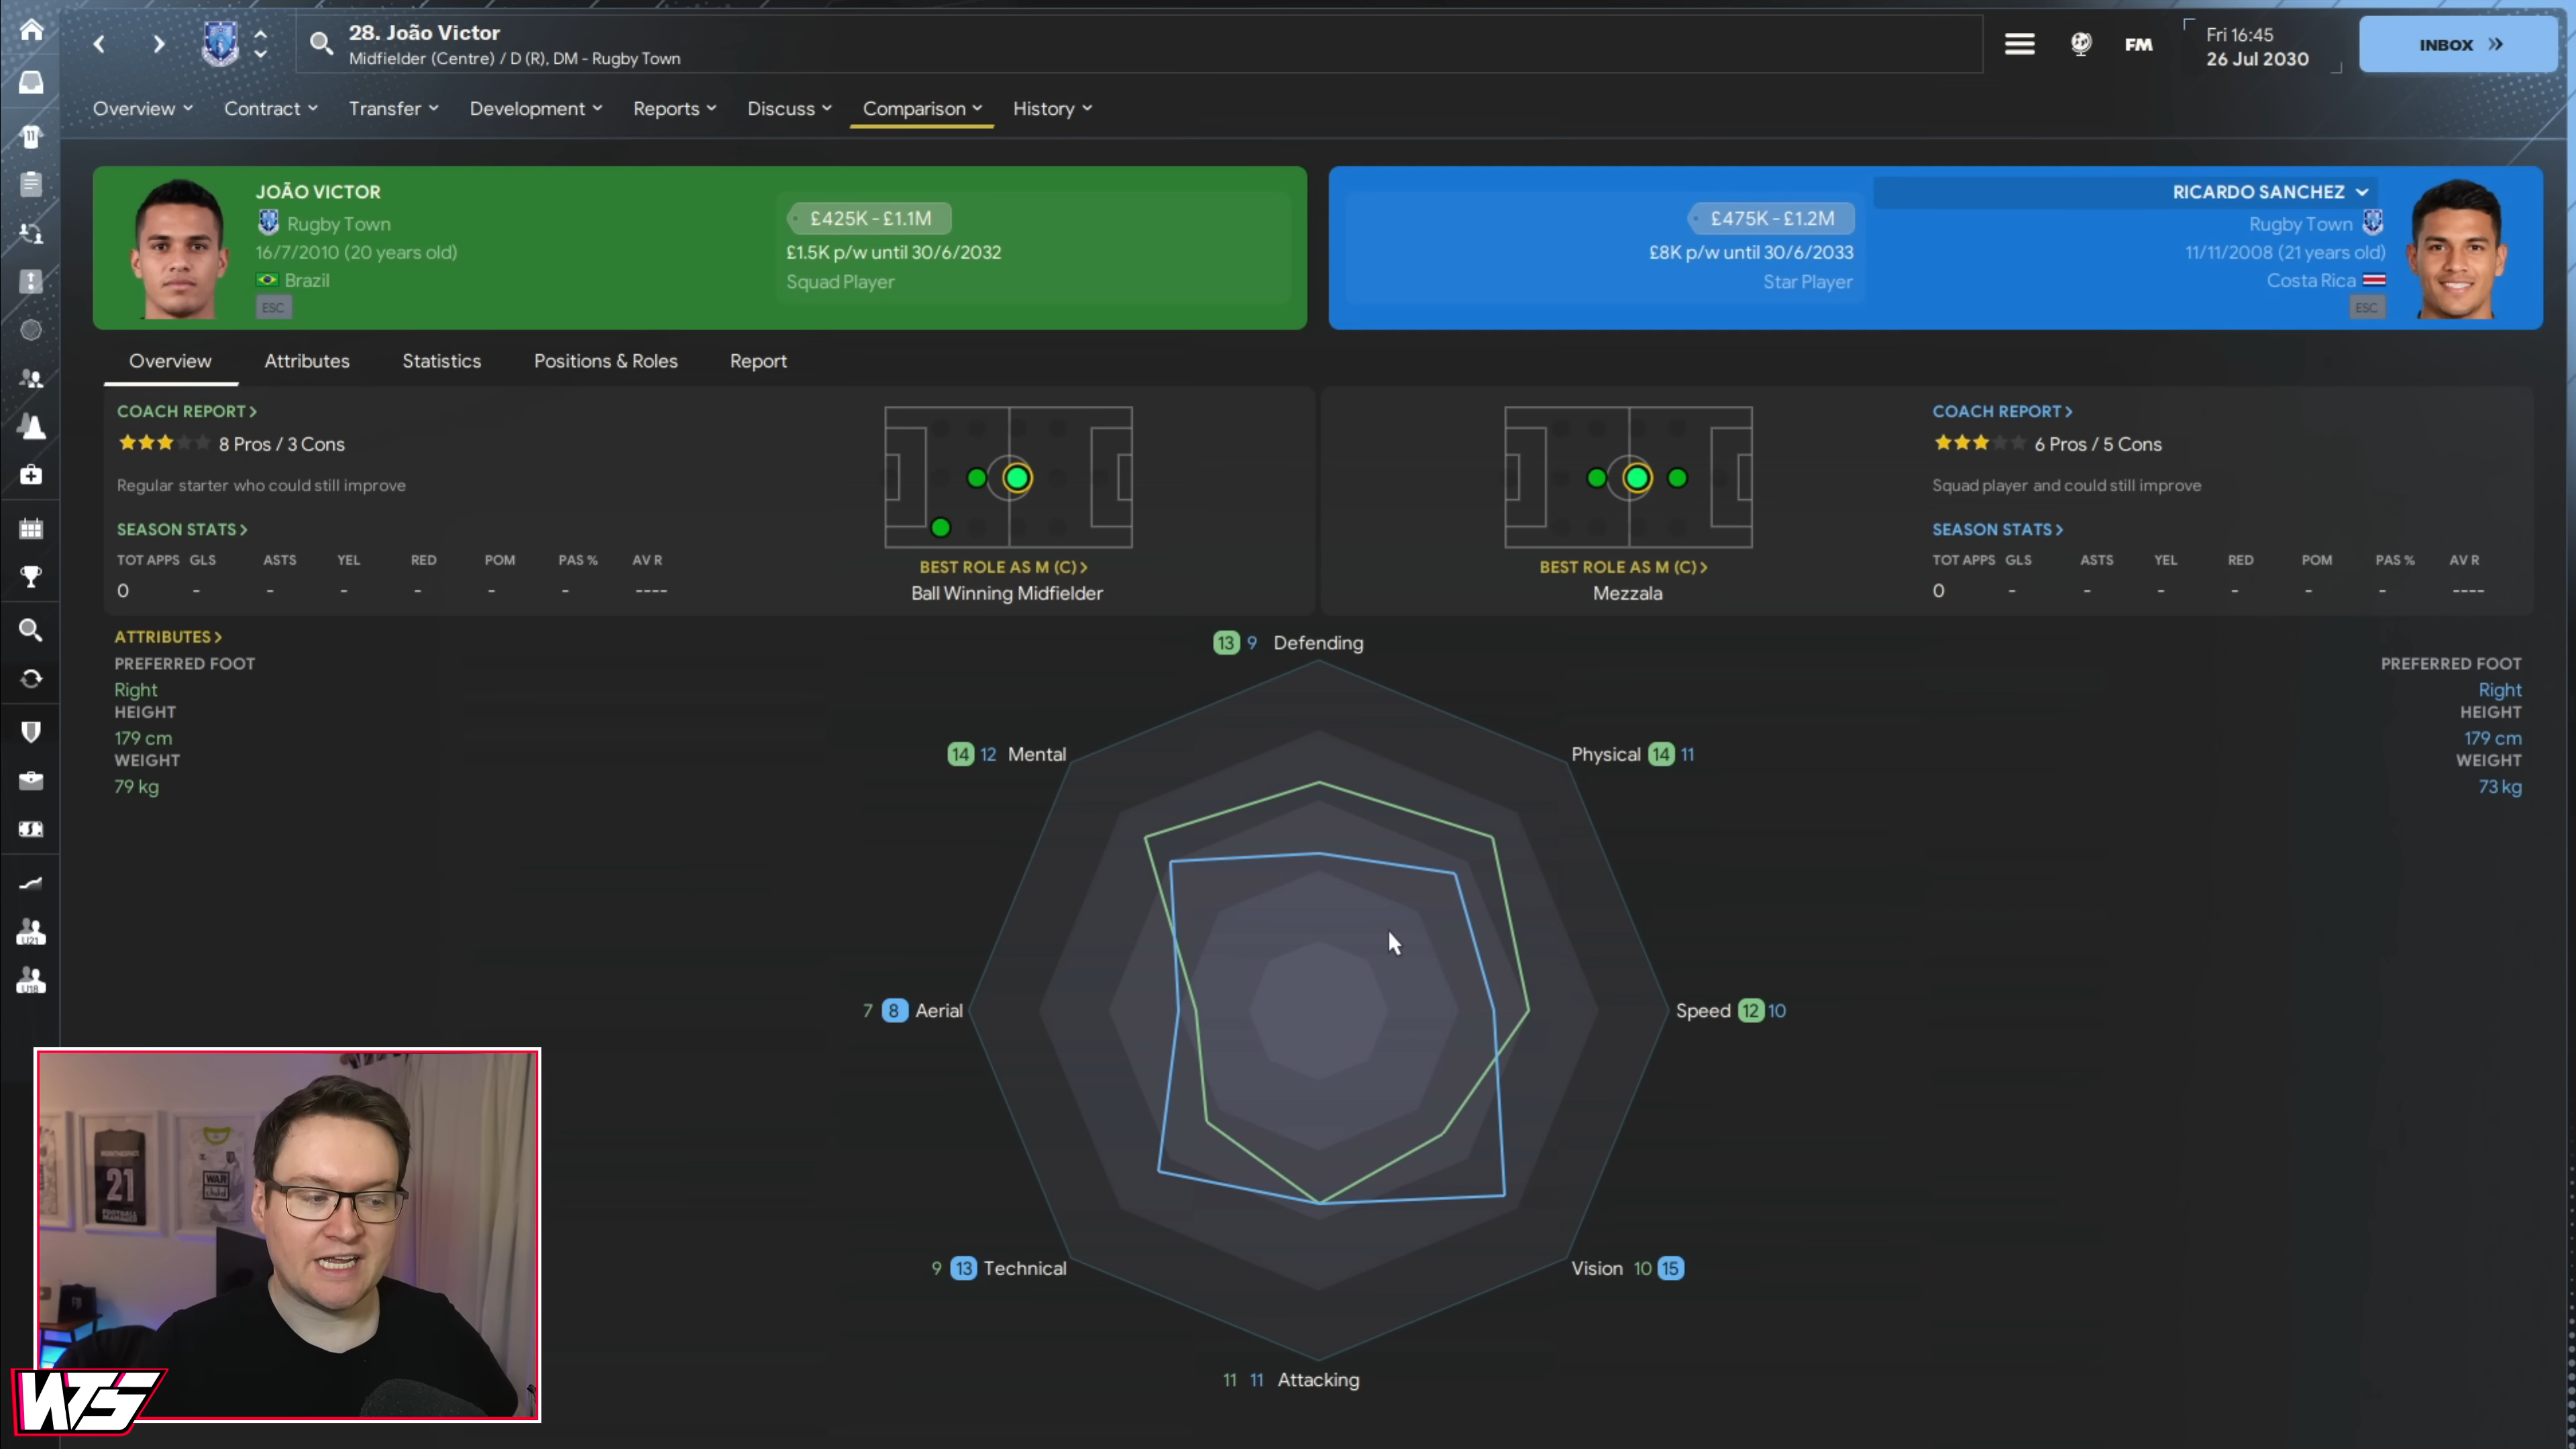 28. João Victor
Midfielder (Centre) / D (R), DM - Rugby Town
FM
Fri 16:45
26 Jul 2030
INBOX
Overview
Contract
Transfer
Development
Reports
Discuss
Comparison
History
11
JOÃO VICTOR
Rugby Town
16/7/2010 (20 years old)
Brazil
ESC
£425K - £1.1M
£1.5K p/w until 30/6/2032
Squad Player
£475K - £1.2M
£8K p/w until 30/6/2033
Star Player
RICARDO SANCHEZ
Rugby Town
11/11/2008 (21 years old)
Costa Rica
ESC
Overview
Attributes
Statistics
Positions & Roles
Report
COACH REPORT >
8 Pros / 3 Cons
Regular starter who could still improve
SEASON STATS >
TOT APPS GLS ASTS YEL RED POM PAS % AV R
0 - - - - - - ----
BEST ROLE AS M (C) >
Ball Winning Midfielder
BEST ROLE AS M (C) >
Mezzala
COACH REPORT >
6 Pros / 5 Cons
Squad player and could still improve
SEASON STATS >
TOT APPS GLS ASTS YEL RED POM PAS % AV R
0 - - - - - - ----
ATTRIBUTES >
PREFERRED FOOT
Right
HEIGHT
179 cm
WEIGHT
79 kg
PREFERRED FOOT
Right
HEIGHT
179 cm
WEIGHT
73 kg
13 9 Defending
14 12 Mental
Physical 14 11
7 8 Aerial
Speed 12 10
9 13 Technical
Vision 10 15
11 11 Attacking
U21
U18
21
FOOTBALL
MANAGER
WAR
WTS